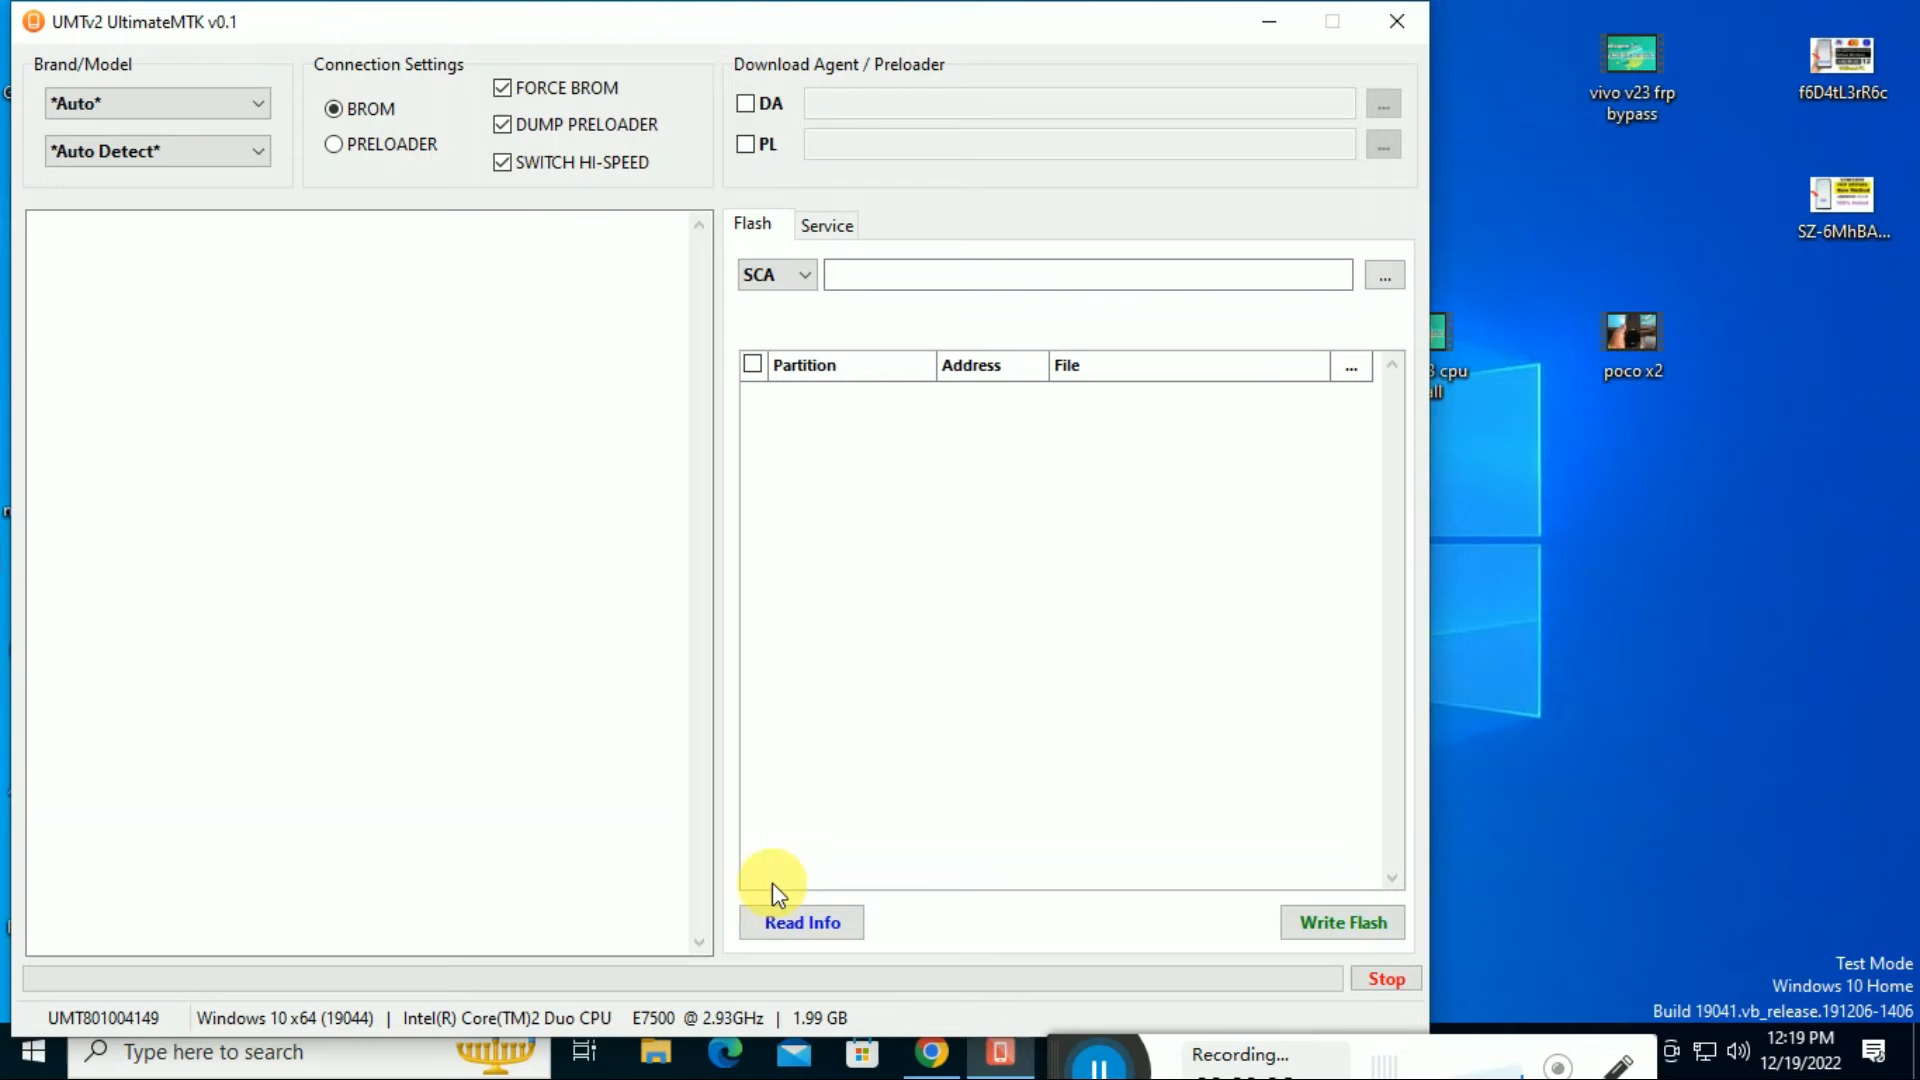 UMTv2 UltimateMTK v0.1
Brand/Model
*Auto*
*Auto Detect*
Connection Settings
BROM
PRELOADER
FORCE BROM
DUMP PRELOADER
SWITCH HI-SPEED
Download Agent / Preloader
DA
...
PL
...
Flash
Service
SCA
...
Partition
Address
File
...
Read Info
Write Flash
Stop
UMT801004149
Windows 10 x64 (19044) | Intel(R) Core(TM)2 Duo CPU E7500 @ 2.93GHz | 1.99 GB
vivo v23 frp
bypass
f6D4tL3rR6c
SZ-6MhBA...
cpu
poco x2
Test Mode
Windows 10 Home
Build 19041.vb_release.191206-1406
Type here to search
Recording...
12:19 PM
12/19/2022